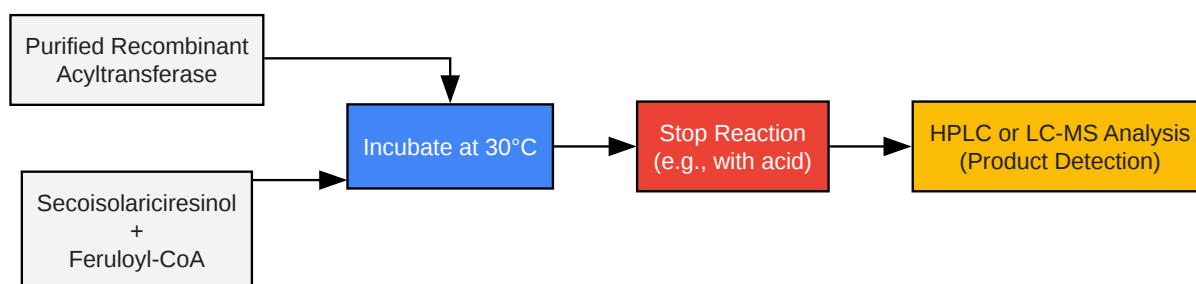 Purified Recombinant
Acyltransferase
Secoisolariciresinol
+
Feruloyl-CoA
Incubate at 30°C
Stop Reaction
(e.g., with acid)
HPLC or LC-MS Analysis
(Product Detection)